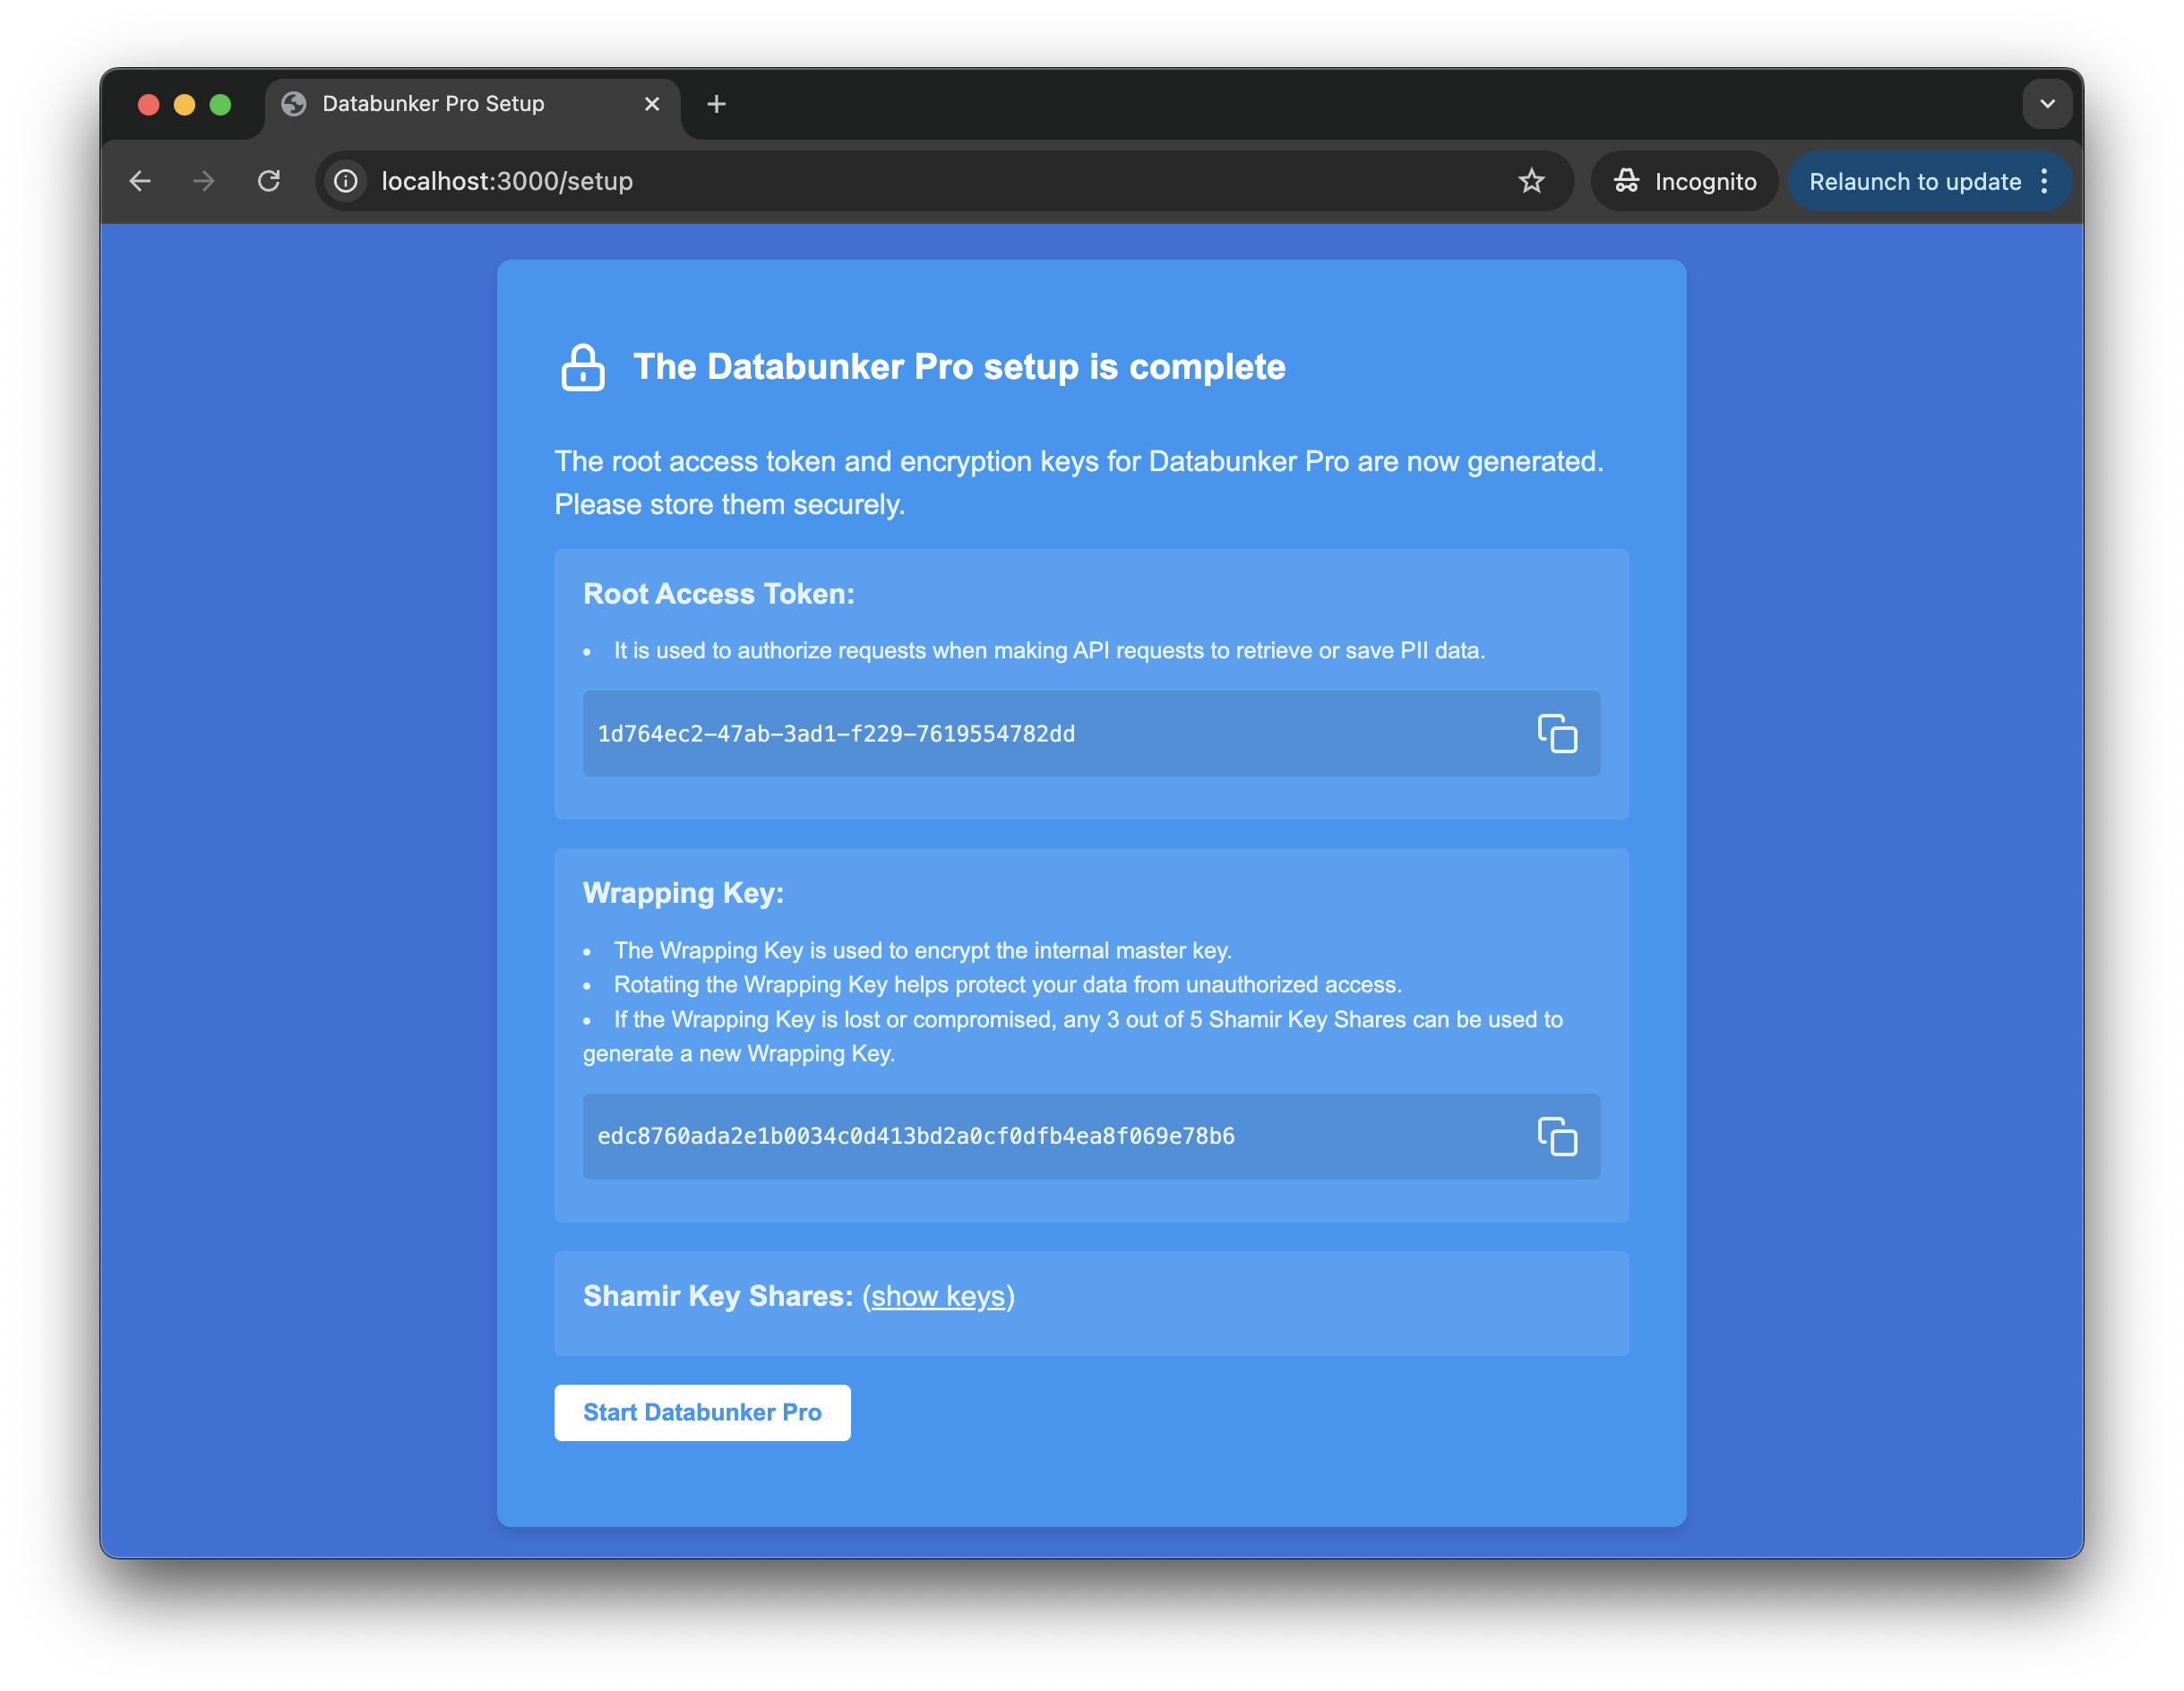 Databunker Pro Setup
localhost:3000/setup
Incognito
Relaunch to update
The Databunker Pro setup is complete
The root access token and encryption keys for Databunker Pro are now generated.
Please store them securely.
Root Access Token:
• It is used to authorize requests when making API requests to retrieve or save PII data.
1d764ec2-47ab-3ad1-f229-7619554782dd
Wrapping Key:
• The Wrapping Key is used to encrypt the internal master key.
• Rotating the Wrapping Key helps protect your data from unauthorized access.
• If the Wrapping Key is lost or compromised, any 3 out of 5 Shamir Key Shares can be used to
generate a new Wrapping Key.
edc8760ada2e1b0034c0d413bd2a0cf0dfb4ea8f069e78b6
Shamir Key Shares: (show keys)
Start Databunker Pro